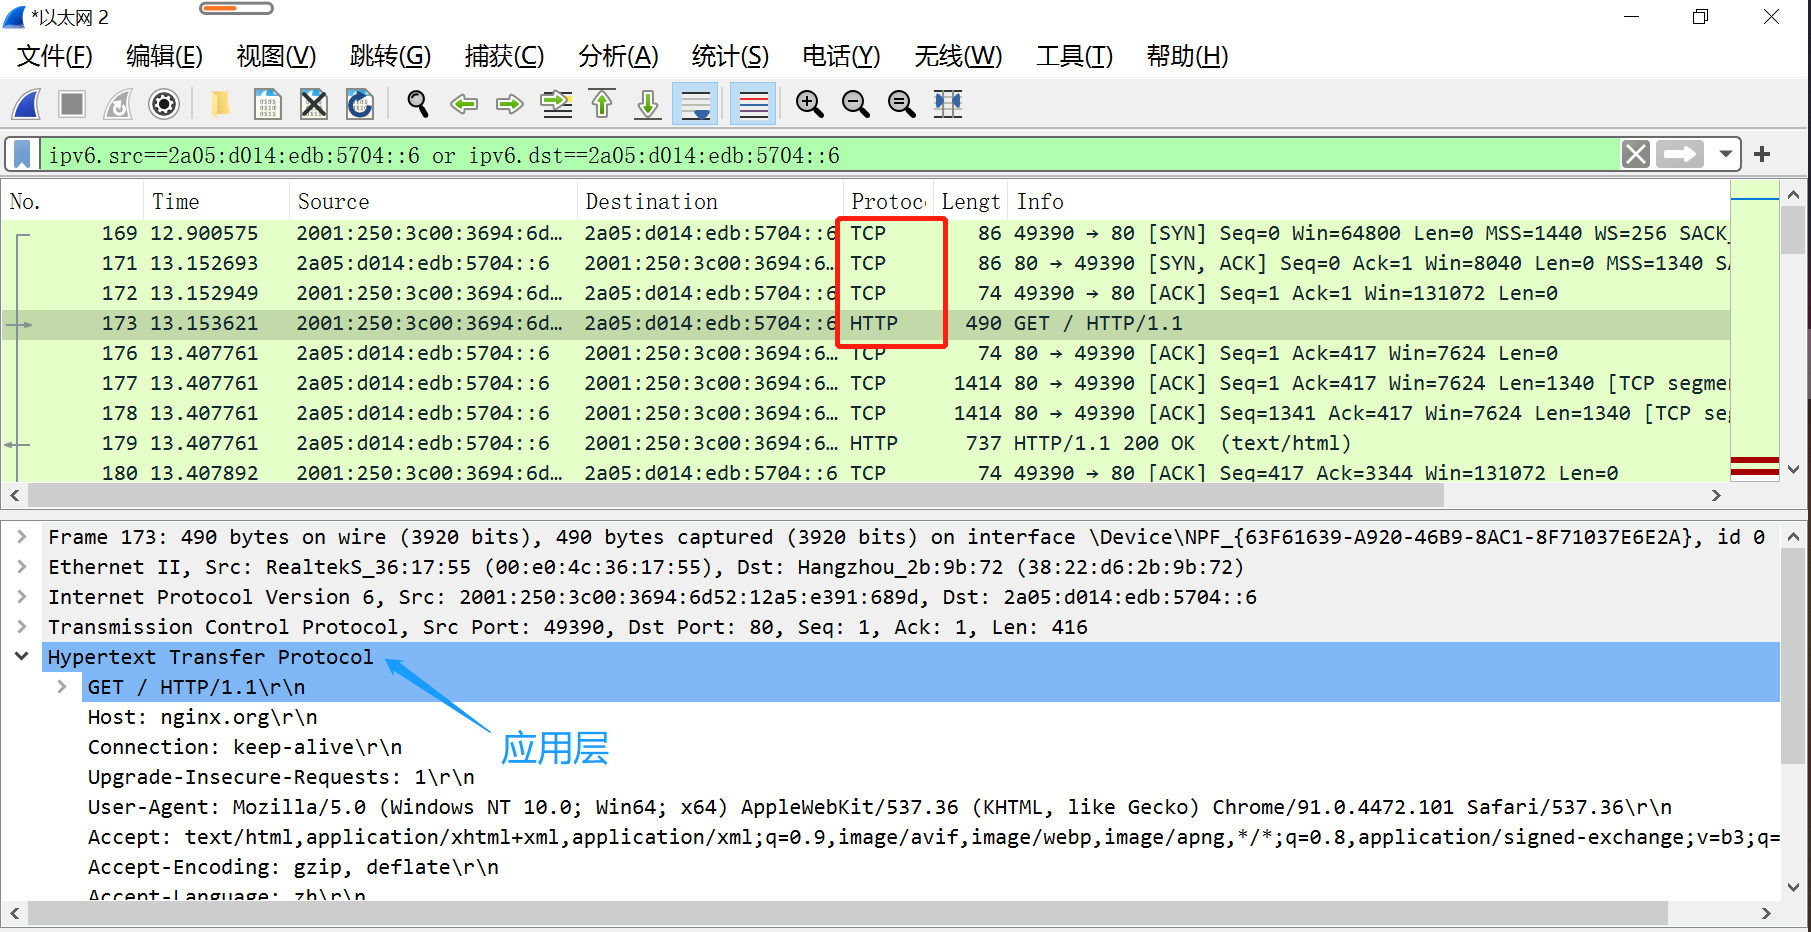 *以太网 2
文件(F) 编辑(E) 视图(V) 跳转(G) 捕获(C) 分析(A) 统计(S) 电话(Y) 无线(W) 工具(T) 帮助(H)
ipv6.src==2a05:d014:edb:5704::6 or ipv6.dst==2a05:d014:edb:5704::6
No. Time Source Destination Protoc Lengt Info
169 12.900575 2001:250:3c00:3694:6d… 2a05:d014:edb:5704::6 TCP 86 49390 → 80 [SYN] Seq=0 Win=64800 Len=0 MSS=1440 WS=256 SACK_
171 13.152693 2a05:d014:edb:5704::6 2001:250:3c00:3694:6… TCP 86 80 → 49390 [SYN, ACK] Seq=0 Ack=1 Win=8040 Len=0 MSS=1340 SA
172 13.152949 2001:250:3c00:3694:6d… 2a05:d014:edb:5704::6 TCP 74 49390 → 80 [ACK] Seq=1 Ack=1 Win=131072 Len=0
173 13.153621 2001:250:3c00:3694:6d… 2a05:d014:edb:5704::6 HTTP 490 GET / HTTP/1.1
176 13.407761 2a05:d014:edb:5704::6 2001:250:3c00:3694:6… TCP 74 80 → 49390 [ACK] Seq=1 Ack=417 Win=7624 Len=0
177 13.407761 2a05:d014:edb:5704::6 2001:250:3c00:3694:6… TCP 1414 80 → 49390 [ACK] Seq=1 Ack=417 Win=7624 Len=1340 [TCP segme
178 13.407761 2a05:d014:edb:5704::6 2001:250:3c00:3694:6… TCP 1414 80 → 49390 [ACK] Seq=1341 Ack=417 Win=7624 Len=1340 [TCP se
179 13.407761 2a05:d014:edb:5704::6 2001:250:3c00:3694:6… HTTP 737 HTTP/1.1 200 OK (text/html)
180 13.407892 2001:250:3c00:3694:6d… 2a05:d014:edb:5704::6 TCP 74 49390 → 80 [ACK] Seq=417 Ack=3344 Win=131072 Len=0
Frame 173: 490 bytes on wire (3920 bits), 490 bytes captured (3920 bits) on interface \Device\NPF_{63F61639-A920-46B9-8AC1-8F71037E6E2A}, id 0
Ethernet II, Src: RealtekS_36:17:55 (00:e0:4c:36:17:55), Dst: Hangzhou_2b:9b:72 (38:22:d6:2b:9b:72)
Internet Protocol Version 6, Src: 2001:250:3c00:3694:6d52:12a5:e391:689d, Dst: 2a05:d014:edb:5704::6
Transmission Control Protocol, Src Port: 49390, Dst Port: 80, Seq: 1, Ack: 1, Len: 416
Hypertext Transfer Protocol
GET / HTTP/1.1\r\n
Host: nginx.org\r\n
Connection: keep-alive\r\n
应用层
Upgrade-Insecure-Requests: 1\r\n
User-Agent: Mozilla/5.0 (Windows NT 10.0; Win64; x64) AppleWebKit/537.36 (KHTML, like Gecko) Chrome/91.0.4472.101 Safari/537.36\r\n
Accept: text/html,application/xhtml+xml,application/xml;q=0.9,image/avif,image/webp,image/apng,*/*;q=0.8,application/signed-exchange;v=b3;q=
Accept-Encoding: gzip, deflate\r\n
Accept-Language: zh\r\n